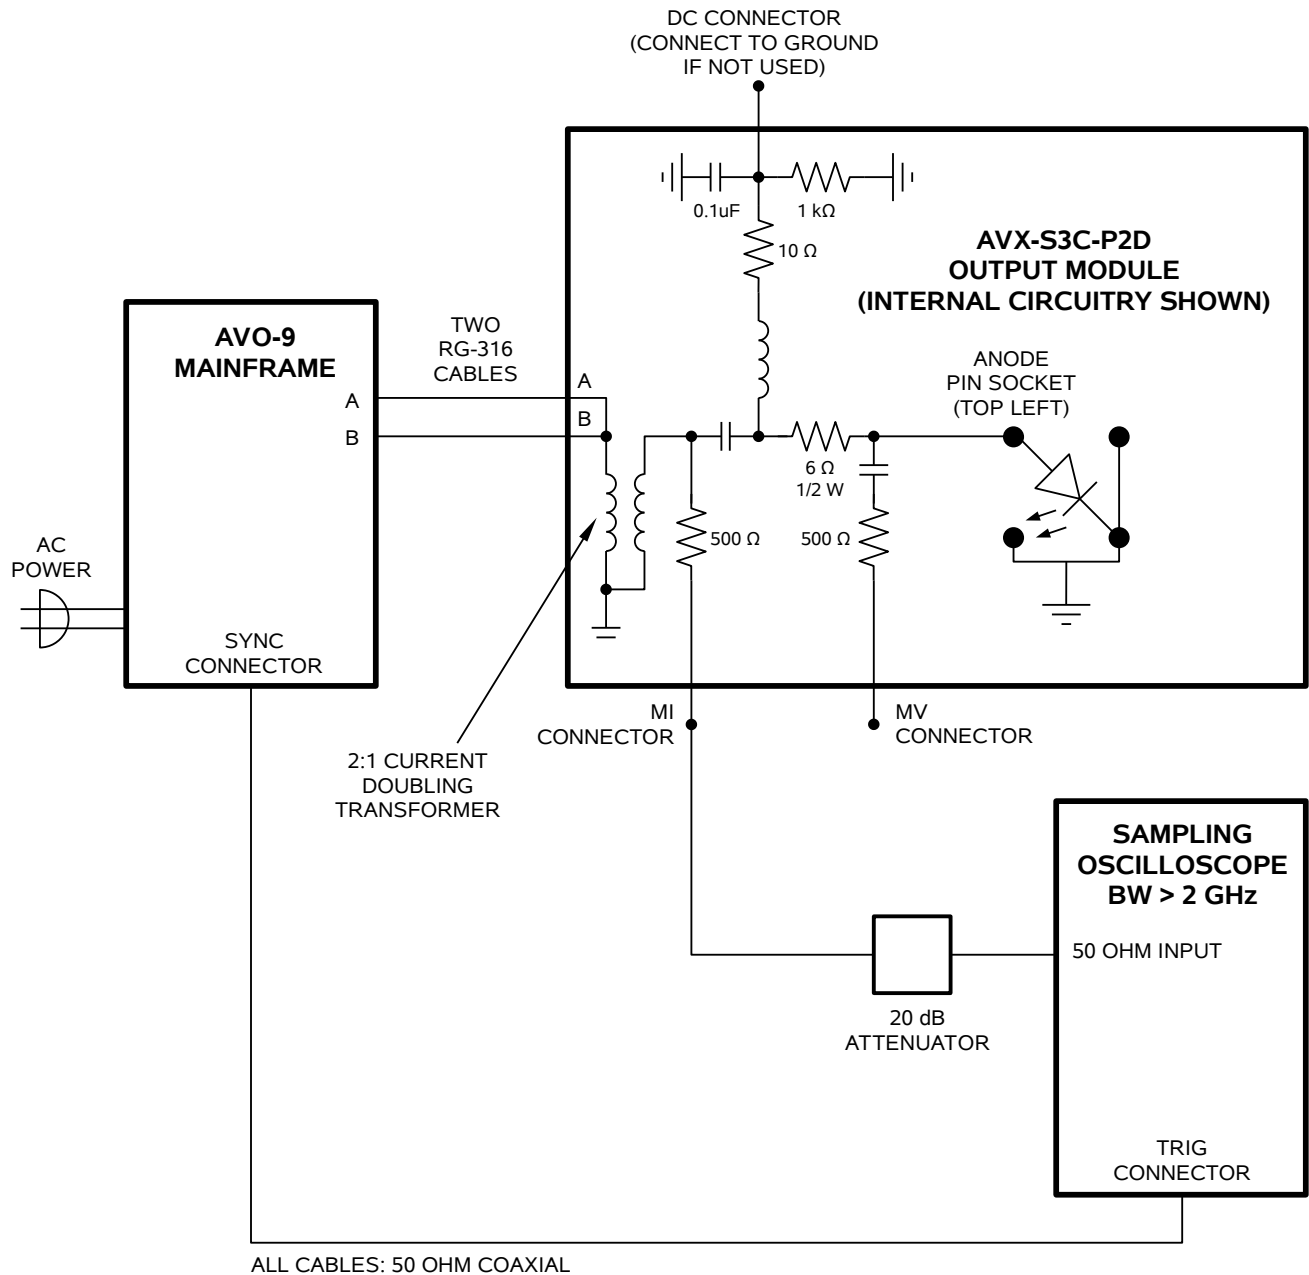 DC CONNECTOR
(CONNECT TO GROUND
IF NOT USED)
0.1uF
1 kΩ
10 Ω
AVX-S3C-P2D
OUTPUT MODULE
(INTERNAL CIRCUITRY SHOWN)
AVO-9
MAINFRAME
A
B
TWO
RG-316
CABLES
A
B
ANODE
PIN SOCKET
(TOP LEFT)
6 Ω
1/2 W
500 Ω
500 Ω
AC
POWER
SYNC
CONNECTOR
MI
CONNECTOR
MV
CONNECTOR
2:1 CURRENT
DOUBLING
TRANSFORMER
SAMPLING
OSCILLOSCOPE
BW > 2 GHz
50 OHM INPUT
20 dB
ATTENUATOR
TRIG
CONNECTOR
ALL CABLES: 50 OHM COAXIAL